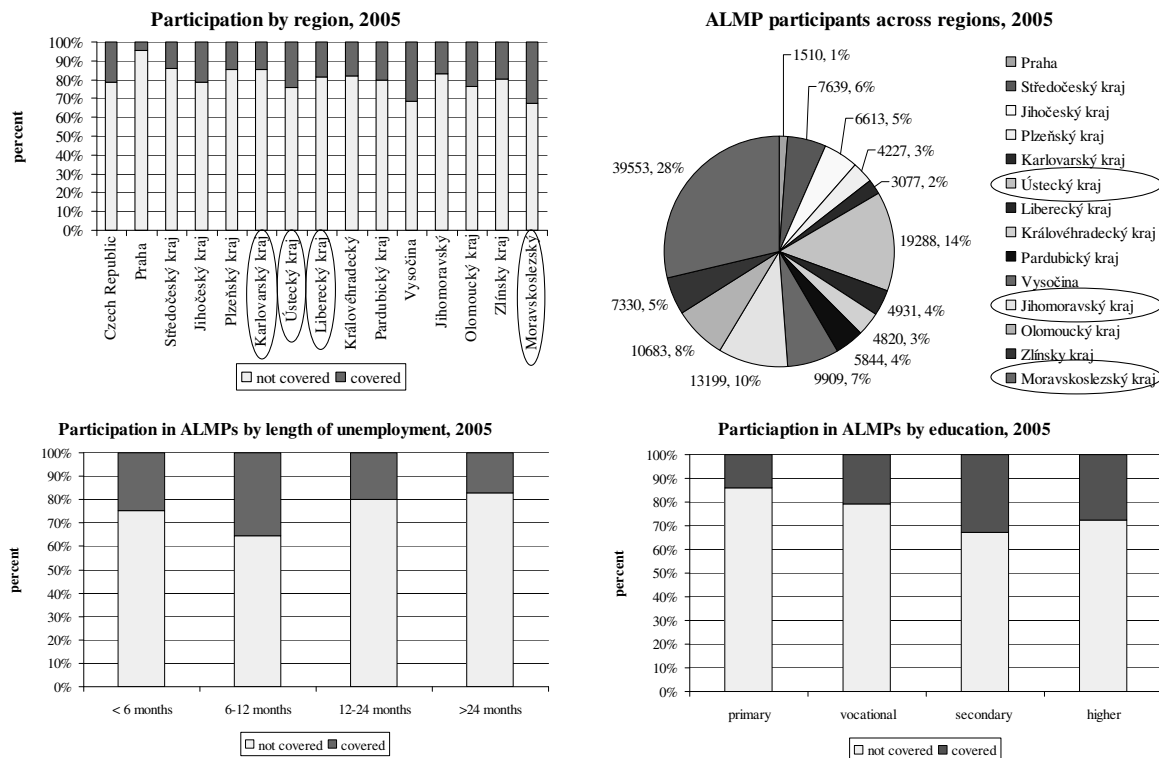 Participation by region, 2005
100%
90%
80%
70%
60%
50%
40%
30%
20%
10%
0%
percent
Czech Republic
Praha
Středočeský kraj
Jihočeský kraj
Plzeňský kraj
Karlovarský kraj
Ústecký kraj
Liberecký kraj
Královéhradecký
Pardubický kraj
Vysočina
Jihomoravský
Olomoucký kraj
Zlínský kraj
Moravskoslezský
not covered
covered
ALMP participants across regions, 2005
1510, 1%
7639, 6%
6613, 5%
4227, 3%
3077, 2%
19288, 14%
4931, 4%
4820, 3%
5844, 4%
9909, 7%
13199, 10%
10683, 8%
7330, 5%
39553, 28%
Praha
Středočeský kraj
Jihočeský kraj
Plzeňský kraj
Karlovarský kraj
Ústecký kraj
Liberecký kraj
Královéhradecký kraj
Pardubický kraj
Vysočina
Jihomoravský kraj
Olomoucký kraj
Zlínsky kraj
Moravskoslezský kraj
Participation in ALMPs by length of unemployment, 2005
100%
90%
80%
70%
60%
50%
40%
30%
20%
10%
0%
percent
< 6 months
6-12 months
12-24 months
>24 months
not covered
covered
Particiaption in ALMPs by education, 2005
100%
90%
80%
70%
60%
50%
40%
30%
20%
10%
0%
percent
primary
vocational
secondary
higher
not covered
covered